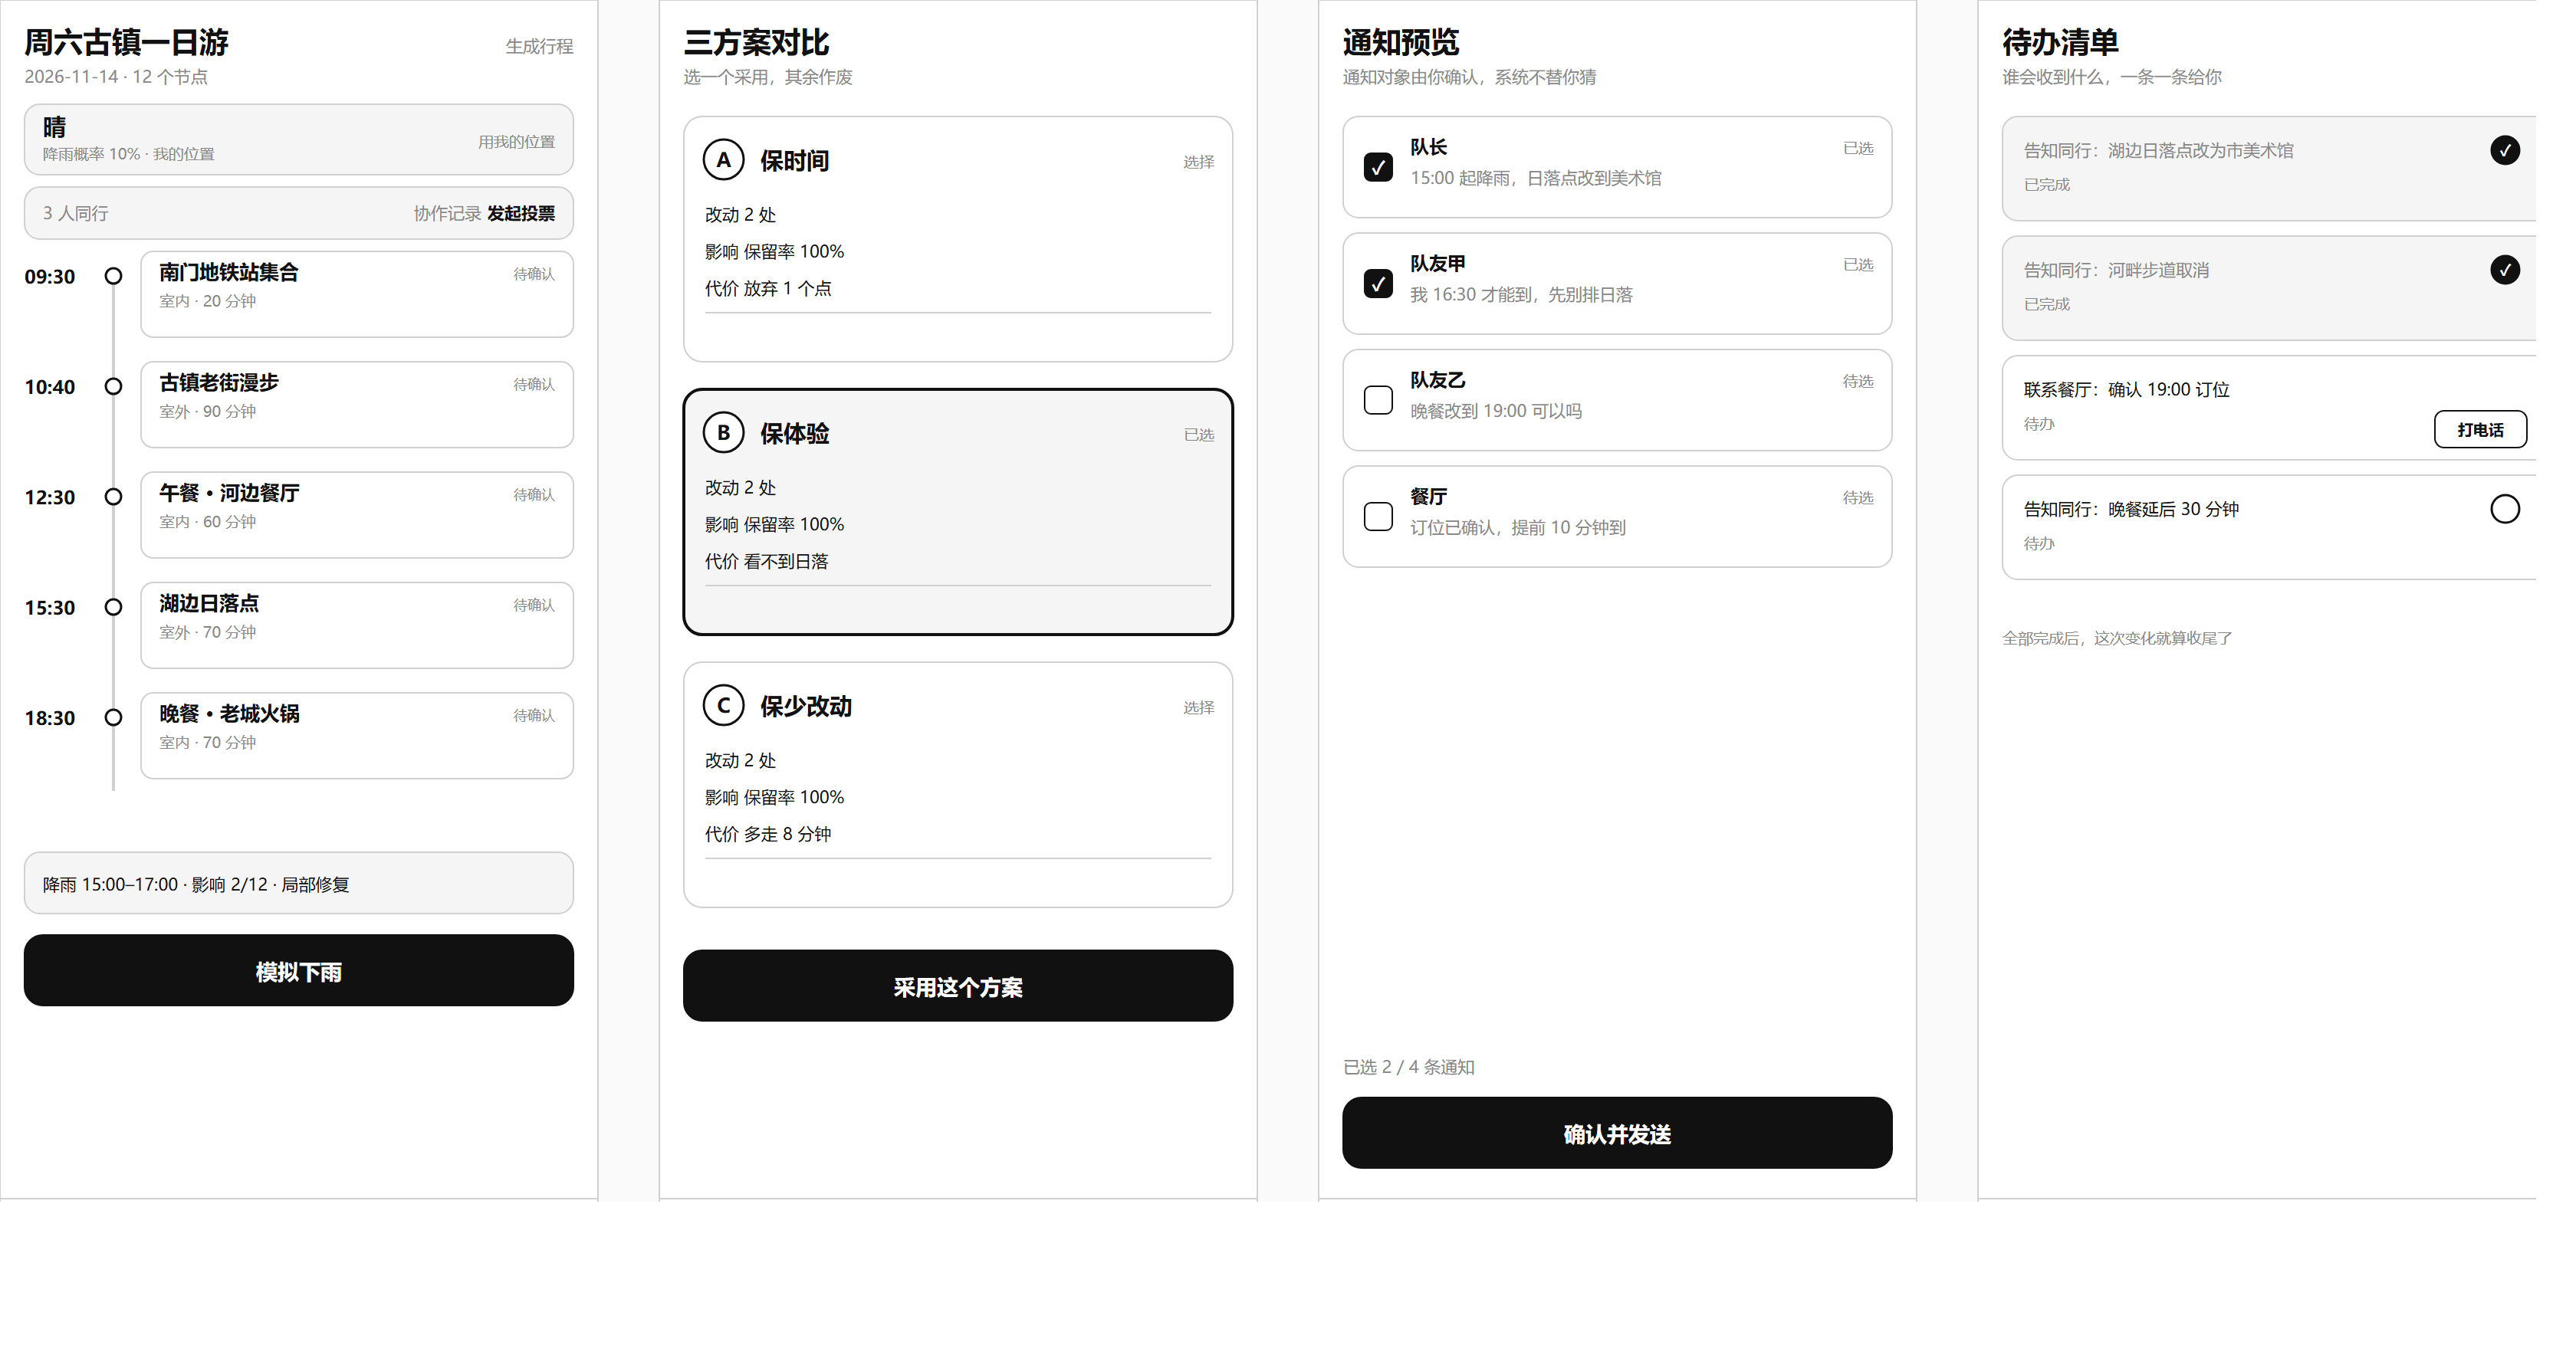 周六古镇一日游
生成行程
2026-11-14 · 12 个节点
晴
降雨概率 10% · 我的位置
用我的位置
3 人同行
协作记录 发起投票
09:30
南门地铁站集合
待确认
室内 · 20 分钟
10:40
古镇老街漫步
待确认
室外 · 90 分钟
12:30
午餐·河边餐厅
待确认
室内 · 60 分钟
15:30
湖边日落点
待确认
室外 · 70 分钟
18:30
晚餐·老城火锅
待确认
室内 · 70 分钟
降雨 15:00–17:00 · 影响 2/12 · 局部修复
模拟下雨
三方案对比
选一个采用，其余作废
A
保时间
选择
改动 2 处
影响 保留率 100%
代价 放弃 1 个点
B
保体验
已选
改动 2 处
影响 保留率 100%
代价 看不到日落
C
保少改动
选择
改动 2 处
影响 保留率 100%
代价 多走 8 分钟
采用这个方案
通知预览
通知对象由你确认，系统不替你猜
队长
已选
15:00 起降雨，日落点改到美术馆
队友甲
已选
我 16:30 才能到，先别排日落
队友乙
待选
晚餐改到 19:00 可以吗
餐厅
待选
订位已确认，提前 10 分钟到
已选 2 / 4 条通知
确认并发送
待办清单
谁会收到什么，一条一条给你
告知同行：湖边日落点改为市美术馆
已完成
告知同行：河畔步道取消
已完成
联系餐厅：确认 19:00 订位
待办
打电话
告知同行：晚餐延后 30 分钟
待办
全部完成后，这次变化就算收尾了